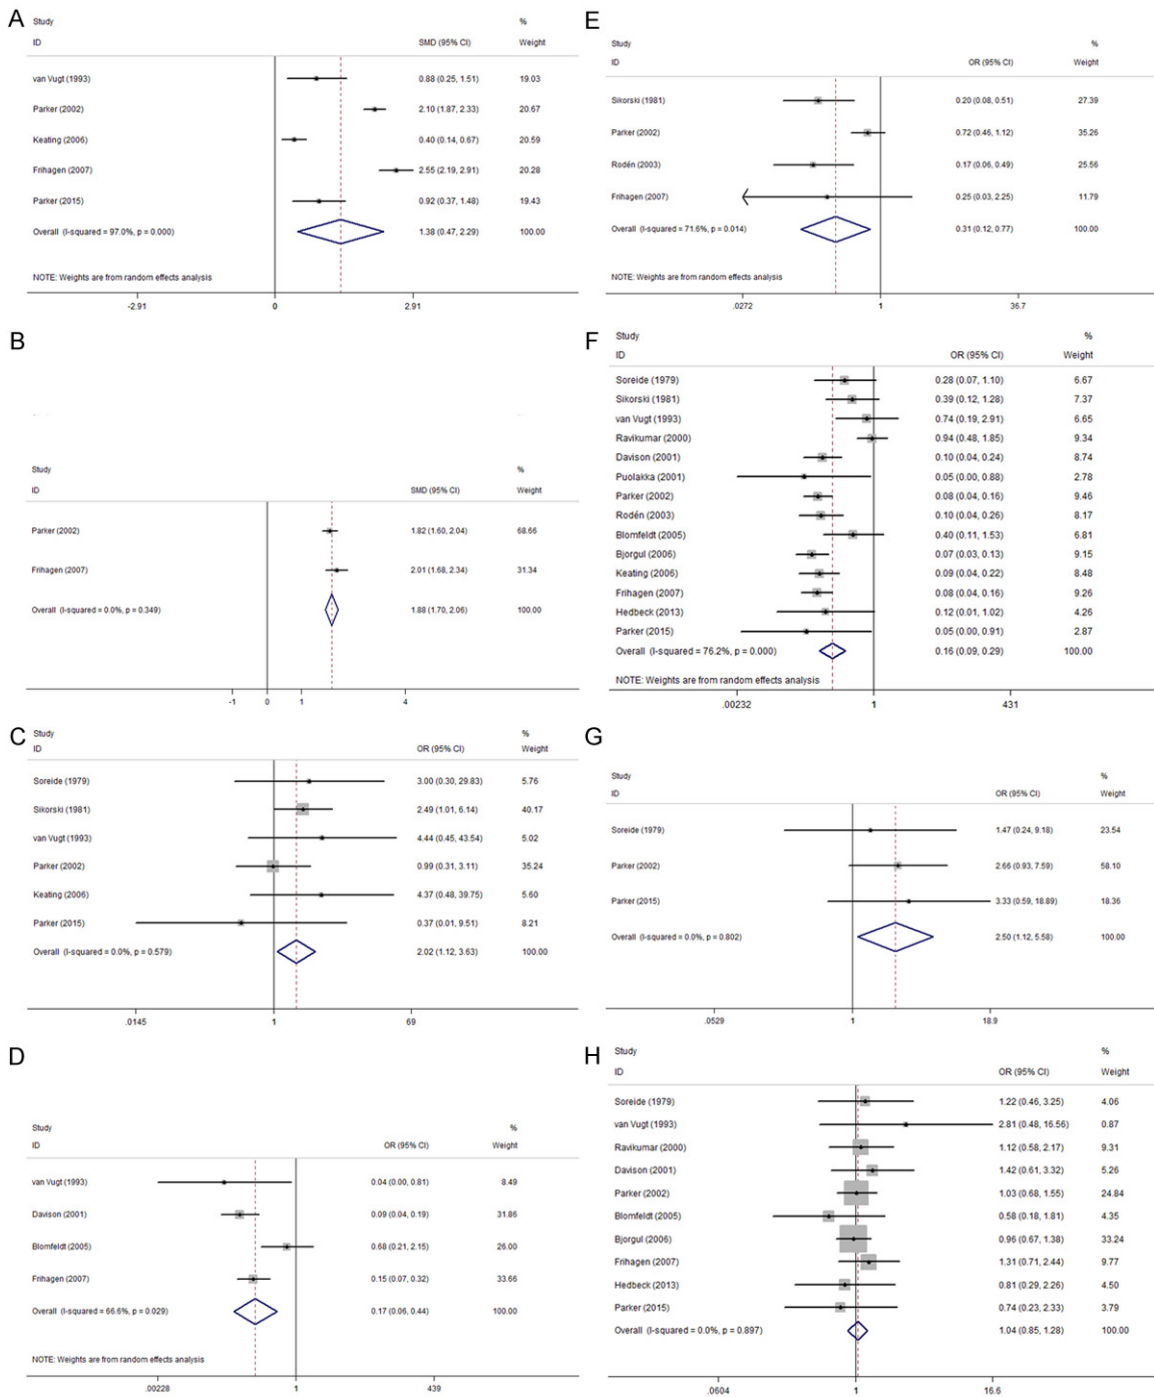 A
Study %
ID SMD (95% CI) Weight
van Vugt (1993) 0.88 (0.25, 1.51) 19.03
Parker (2002) 2.10 (1.87, 2.33) 20.67
Keating (2006) 0.40 (0.14, 0.67) 20.59
Frihagen (2007) 2.55 (2.19, 2.91) 20.28
Parker (2015) 0.92 (0.37, 1.48) 19.43
Overall (I-squared = 97.0%, p = 0.000) 1.38 (0.47, 2.29) 100.00
NOTE: Weights are from random effects analysis
-2.91 0 2.91
B
Study %
ID SMD (95% CI) Weight
Parker (2002) 1.82 (1.60, 2.04) 68.66
Frihagen (2007) 2.01 (1.68, 2.34) 31.34
Overall (I-squared = 0.0%, p = 0.349) 1.88 (1.70, 2.06) 100.00
-1 0 1 4
C
Study %
ID OR (95% CI) Weight
Soreide (1979) 3.00 (0.30, 29.83) 5.76
Sikorski (1981) 2.49 (1.01, 6.14) 40.17
van Vugt (1993) 4.44 (0.45, 43.54) 5.02
Parker (2002) 0.99 (0.31, 3.11) 35.24
Keating (2006) 4.37 (0.48, 39.75) 5.60
Parker (2015) 0.37 (0.01, 9.51) 8.21
Overall (I-squared = 0.0%, p = 0.579) 2.02 (1.12, 3.63) 100.00
.0145 1 69
D
Study %
ID OR (95% CI) Weight
van Vugt (1993) 0.04 (0.00, 0.81) 8.49
Davison (2001) 0.09 (0.04, 0.19) 31.86
Blomfeldt (2005) 0.68 (0.21, 2.15) 26.00
Frihagen (2007) 0.15 (0.07, 0.32) 33.66
Overall (I-squared = 66.6%, p = 0.029) 0.17 (0.06, 0.44) 100.00
NOTE: Weights are from random effects analysis
.00228 1 439
E
Study %
ID OR (95% CI) Weight
Sikorski (1981) 0.20 (0.08, 0.51) 27.39
Parker (2002) 0.72 (0.46, 1.12) 35.26
Rodén (2003) 0.17 (0.06, 0.49) 25.56
Frihagen (2007) 0.25 (0.03, 2.25) 11.79
Overall (I-squared = 71.6%, p = 0.014) 0.31 (0.12, 0.77) 100.00
NOTE: Weights are from random effects analysis
.0272 1 36.7
F
Study %
ID OR (95% CI) Weight
Soreide (1979) 0.28 (0.07, 1.10) 6.67
Sikorski (1981) 0.39 (0.12, 1.28) 7.37
van Vugt (1993) 0.74 (0.19, 2.91) 6.65
Ravikumar (2000) 0.94 (0.48, 1.85) 9.34
Davison (2001) 0.10 (0.04, 0.24) 8.74
Puolakka (2001) 0.05 (0.00, 0.88) 2.78
Parker (2002) 0.08 (0.04, 0.16) 9.46
Rodén (2003) 0.10 (0.04, 0.26) 8.17
Blomfeldt (2005) 0.40 (0.11, 1.53) 6.81
Bjorgul (2006) 0.07 (0.03, 0.13) 9.15
Keating (2006) 0.09 (0.04, 0.22) 8.48
Frihagen (2007) 0.08 (0.04, 0.16) 9.26
Hedbeck (2013) 0.12 (0.01, 1.02) 4.26
Parker (2015) 0.05 (0.00, 0.91) 2.87
Overall (I-squared = 76.2%, p = 0.000) 0.16 (0.09, 0.29) 100.00
NOTE: Weights are from random effects analysis
.00232 1 431
G
Study %
ID OR (95% CI) Weight
Soreide (1979) 1.47 (0.24, 9.18) 23.54
Parker (2002) 2.66 (0.93, 7.59) 58.10
Parker (2015) 3.33 (0.59, 18.89) 18.36
Overall (I-squared = 0.0%, p = 0.802) 2.50 (1.12, 5.58) 100.00
.0529 1 18.9
H
Study %
ID OR (95% CI) Weight
Soreide (1979) 1.22 (0.46, 3.25) 4.06
van Vugt (1993) 2.81 (0.48, 16.56) 0.87
Ravikumar (2000) 1.12 (0.58, 2.17) 9.31
Davison (2001) 1.42 (0.61, 3.32) 5.26
Parker (2002) 1.03 (0.68, 1.55) 24.84
Blomfeldt (2005) 0.58 (0.18, 1.81) 4.35
Bjorgul (2006) 0.96 (0.67, 1.38) 33.24
Frihagen (2007) 1.31 (0.71, 2.44) 9.77
Hedbeck (2013) 0.81 (0.29, 2.26) 4.50
Parker (2015) 0.74 (0.23, 2.33) 3.79
Overall (I-squared = 0.0%, p = 0.897) 1.04 (0.85, 1.28) 100.00
.0604 1 16.6